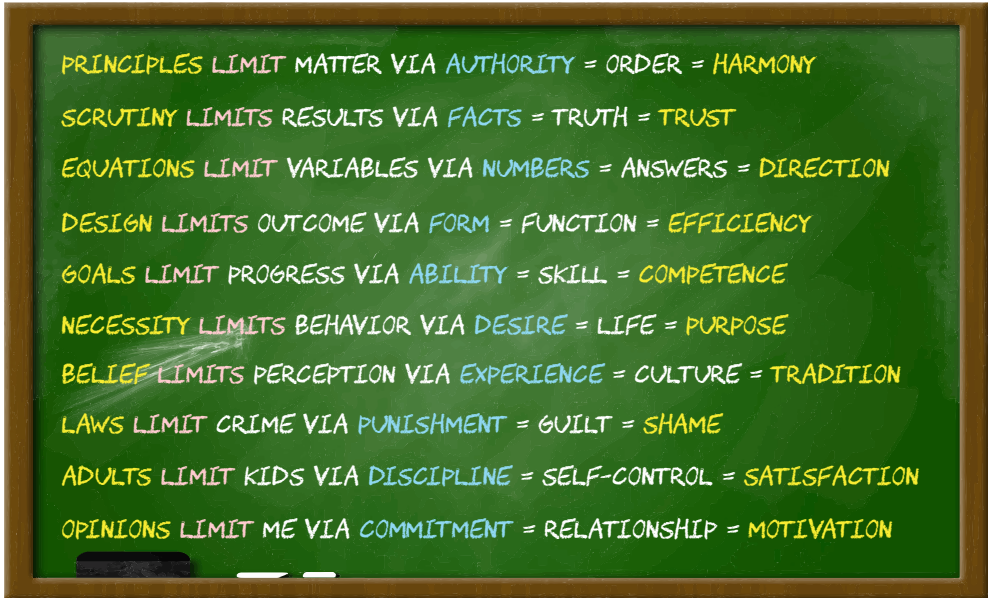 PRINCIPLES LIMIT MATTER VIA AUTHORITY = ORDER = HARMONY
SCRUTINY LIMITS RESULTS VIA FACTS = TRUTH = TRUST
EQUATIONS LIMIT VARIABLES VIA NUMBERS = ANSWERS = DIRECTION
DESIGN LIMITS OUTCOME VIA FORM = FUNCTION = EFFICIENCY
GOALS LIMIT PROGRESS VIA ABILITY = SKILL = COMPETENCE
NECESSITY LIMITS BEHAVIOR VIA DESIRE = LIFE = PURPOSE
BELIEF LIMITS PERCEPTION VIA EXPERIENCE = CULTURE = TRADITION
LAWS LIMIT CRIME VIA PUNISHMENT = GUILT = SHAME
ADULTS LIMIT KIDS VIA DISCIPLINE = SELF-CONTROL = SATISFACTION
OPINIONS LIMIT ME VIA COMMITMENT = RELATIONSHIP = MOTIVATION